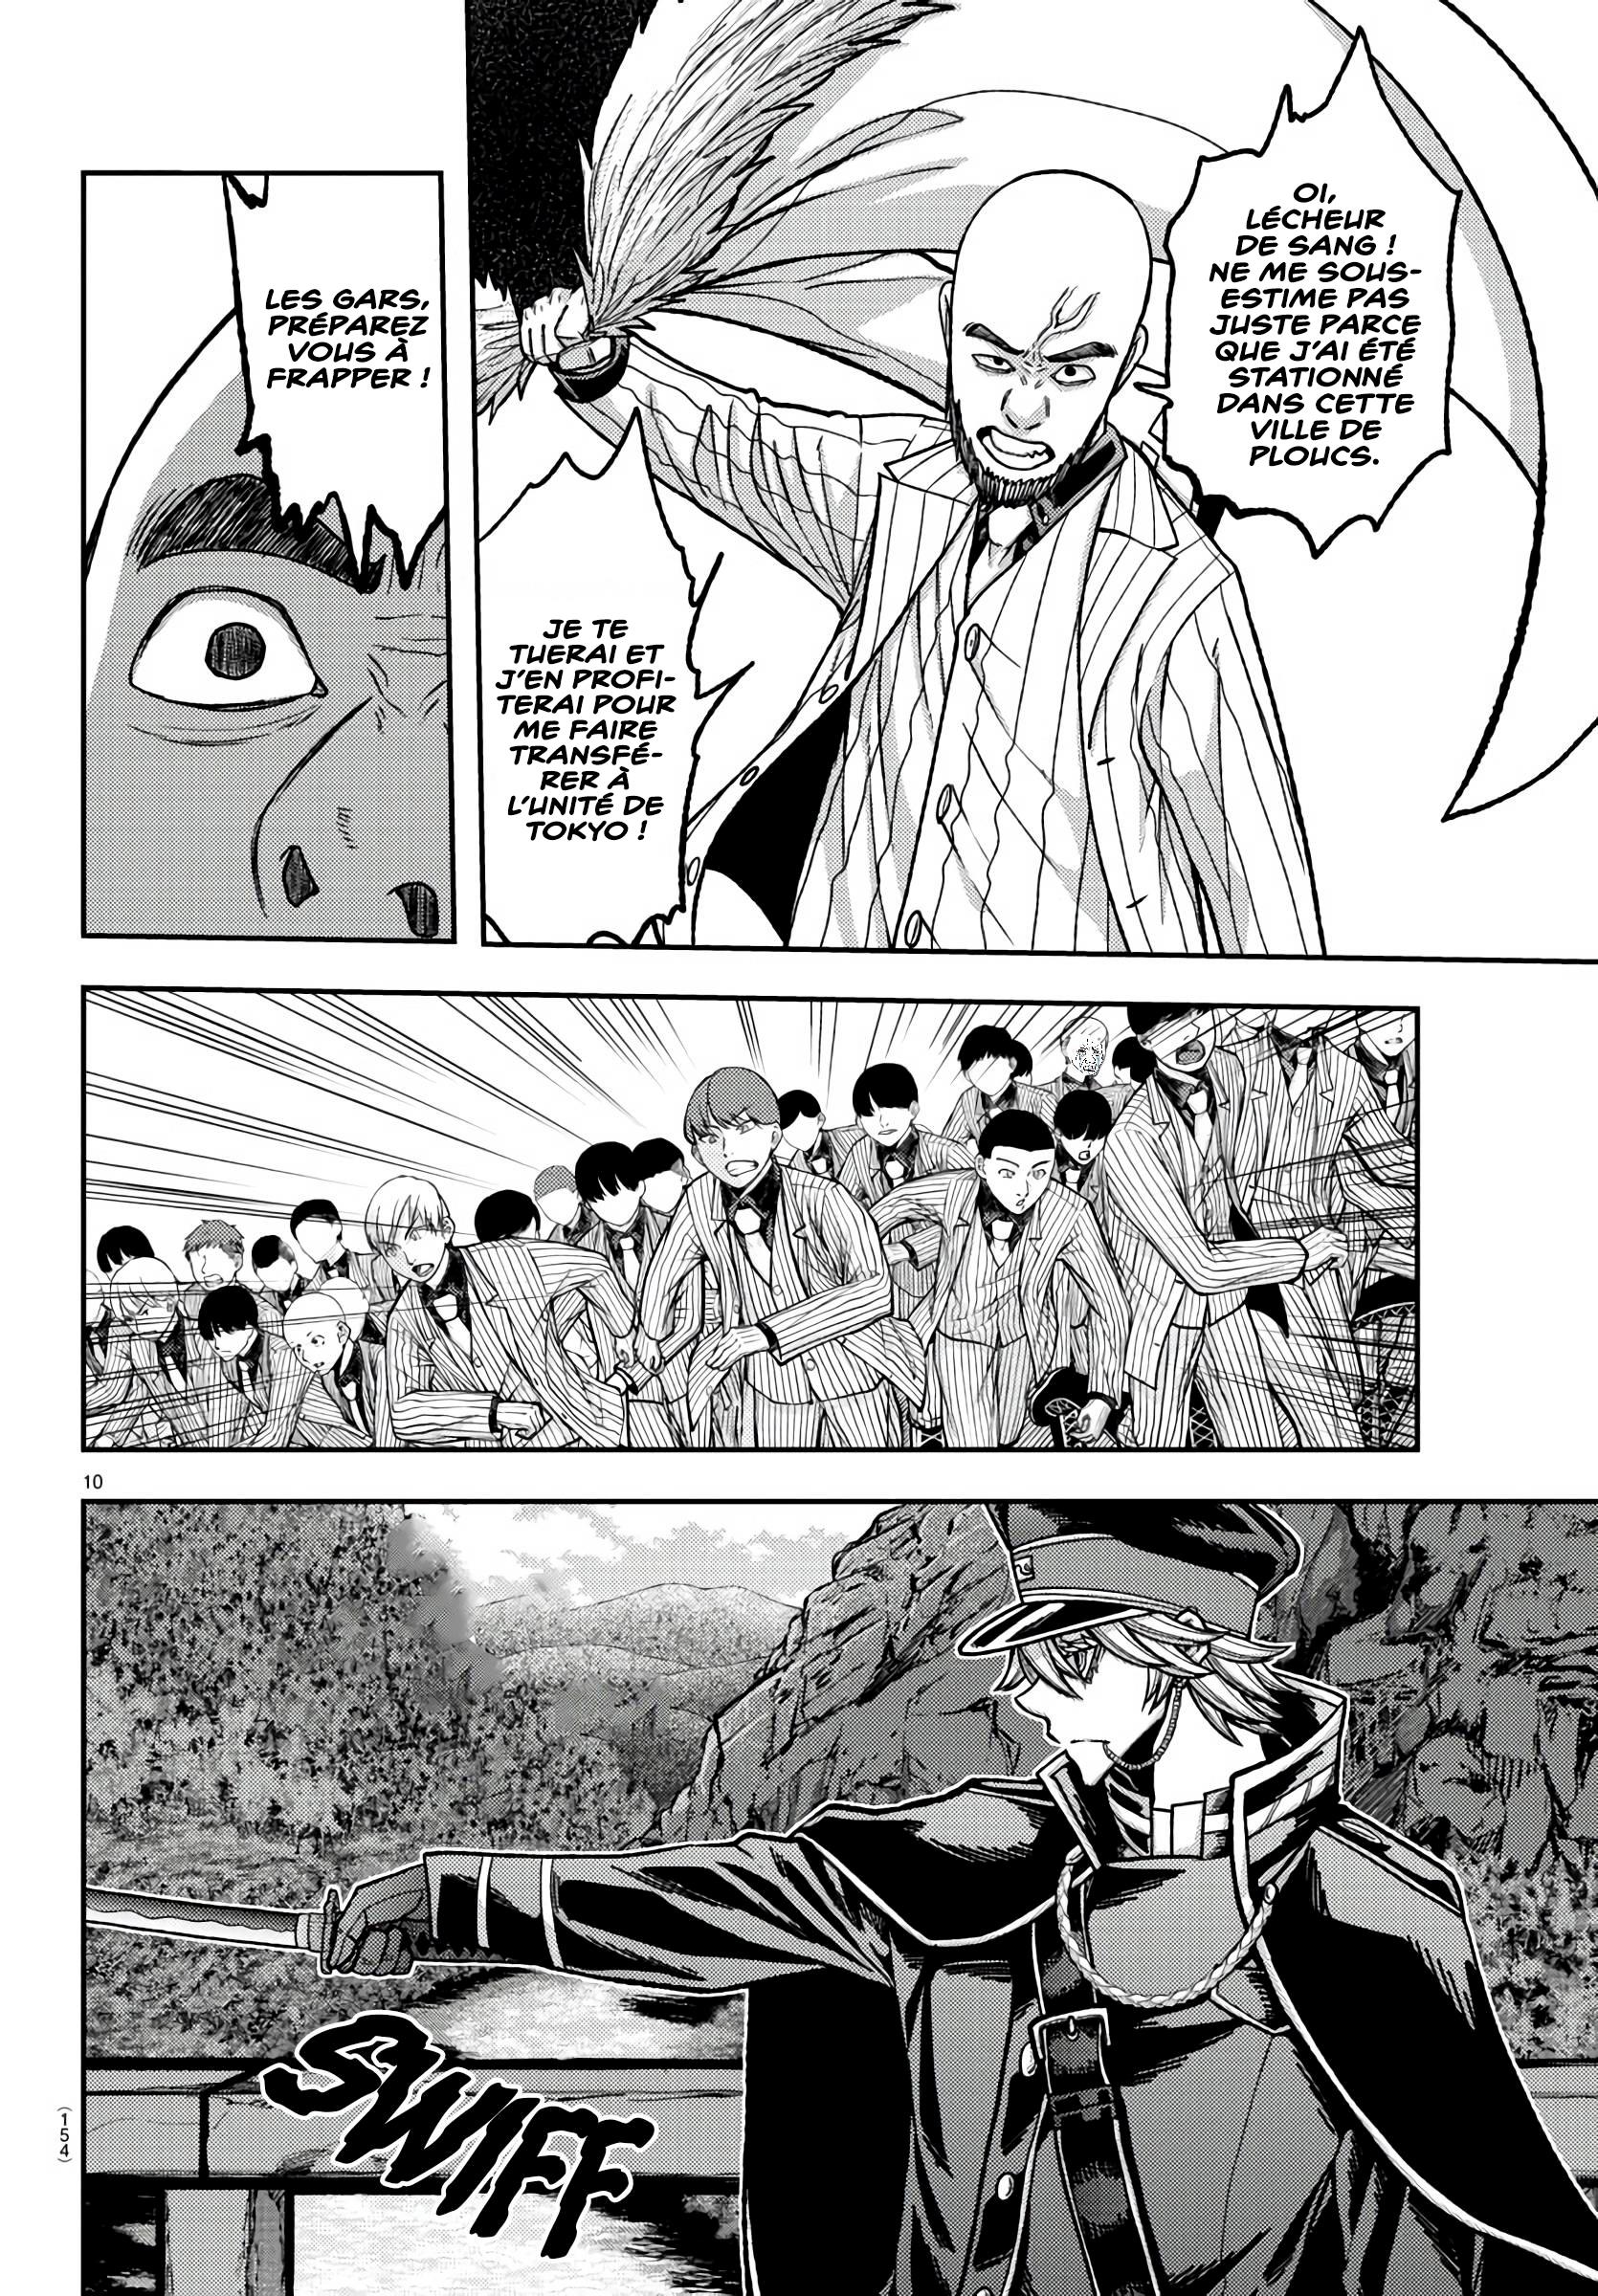 OI,
LÉCHEUR
DE SANG !
NE ME SOUS-
ESTIME PAS
JUSTE PARCE
QUE J'AI ÉTÉ
STATIONNÉ
DANS CETTE
VILLE DE
PLOUCS.
JE TE
TUERAI ET
J'EN PROFI-
TERAI POUR
ME FAIRE
TRANSFÉ-
RER À
L'UNITÉ DE
TOKYO !
LES GARS,
PRÉPAREZ
VOUS À
FRAPPER !
10
SWIFF
(154)